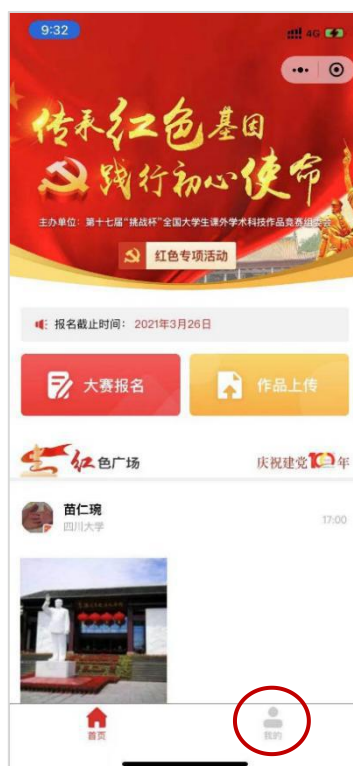 9:32
4G
传承红色基因
践行初心使命
主办单位：第十七届“挑战杯”全国大学生课外学术科技作品竞赛组委会
红色专项活动
报名截止时间： 2021年3月26日
大赛报名
作品上传
红色广场
庆祝建党100年
苗仁琬
四川大学
17:00
首页
我的